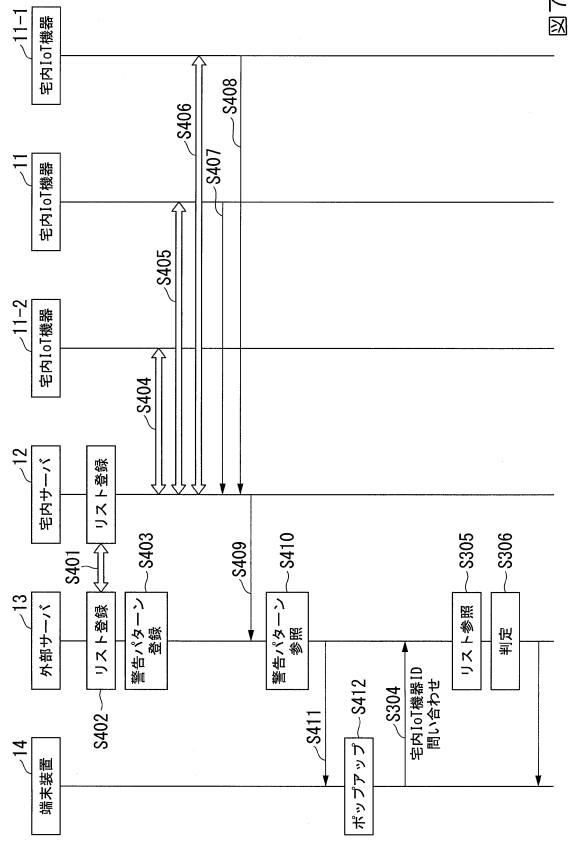 14
端末装置
13
外部サーバ
12
宅内サーバ
11-2
宅内IoT機器
11
宅内IoT機器
11-1
宅内IoT機器
S401
リスト登録
リスト登録
S402
警告パターン
登録
S403
S404
S405
S406
S407
S408
S409
警告パターン
参照
S410
S411
ポップアップ
S412
S304
宅内IoT機器ID
問い合わせ
リスト参照
S305
判定
S306
図7